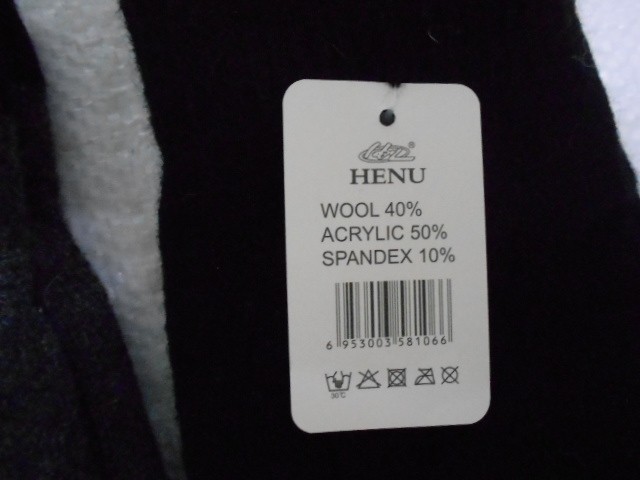 HENU
WOOL 40%
ACRYLIC 50%
SPANDEX 10%
6 953003 581066
30℃